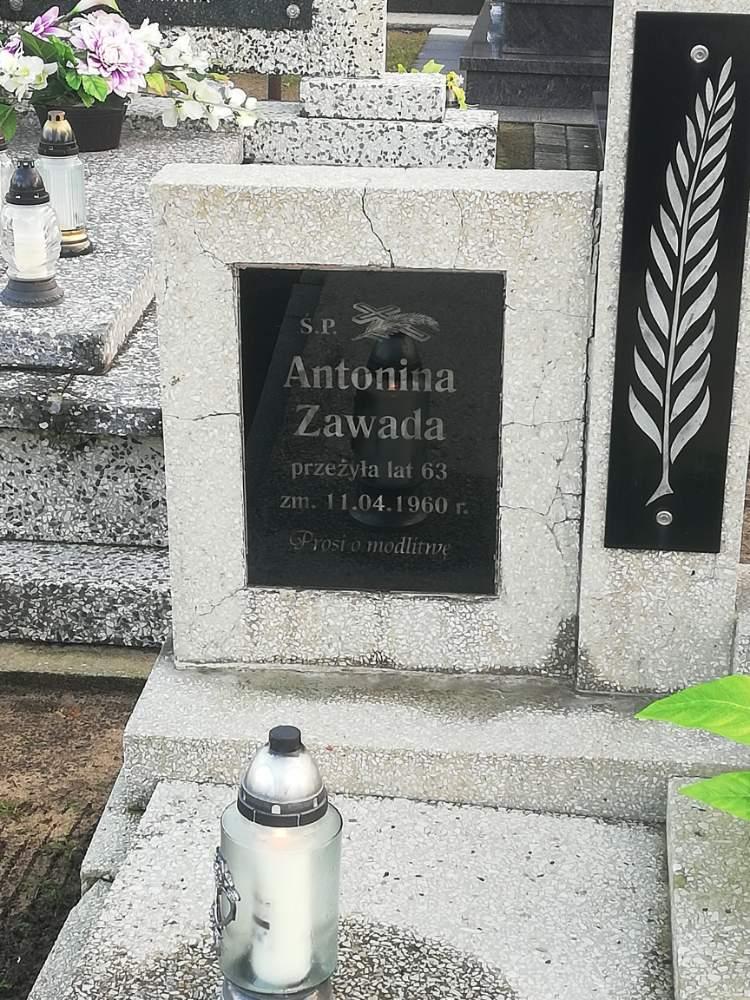 Ś.P.
Antonina
Zawada
przeżyła lat 63
zm. 11.04.1960 r.
Prosi o modlitwę